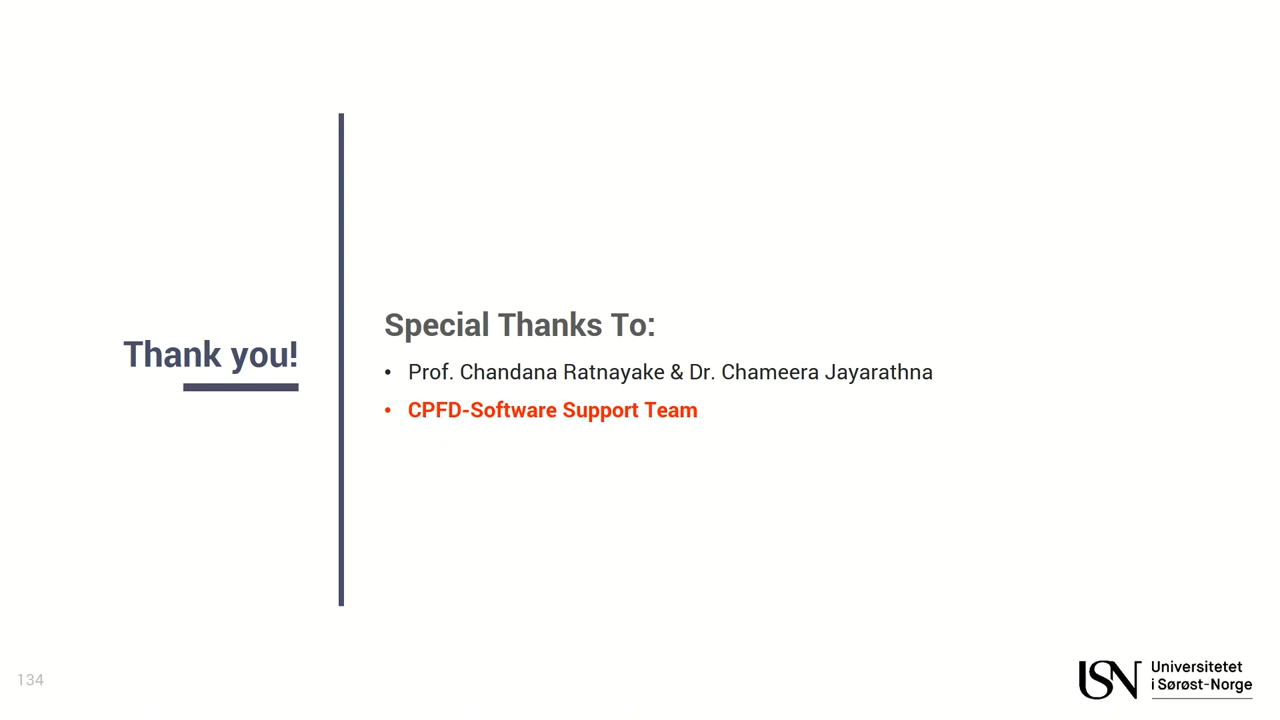 Thank you!
Special Thanks To:
• Prof. Chandana Ratnayake & Dr. Chameera Jayarathna
• CPFD-Software Support Team
134
USN Universitetet
i Sørøst-Norge